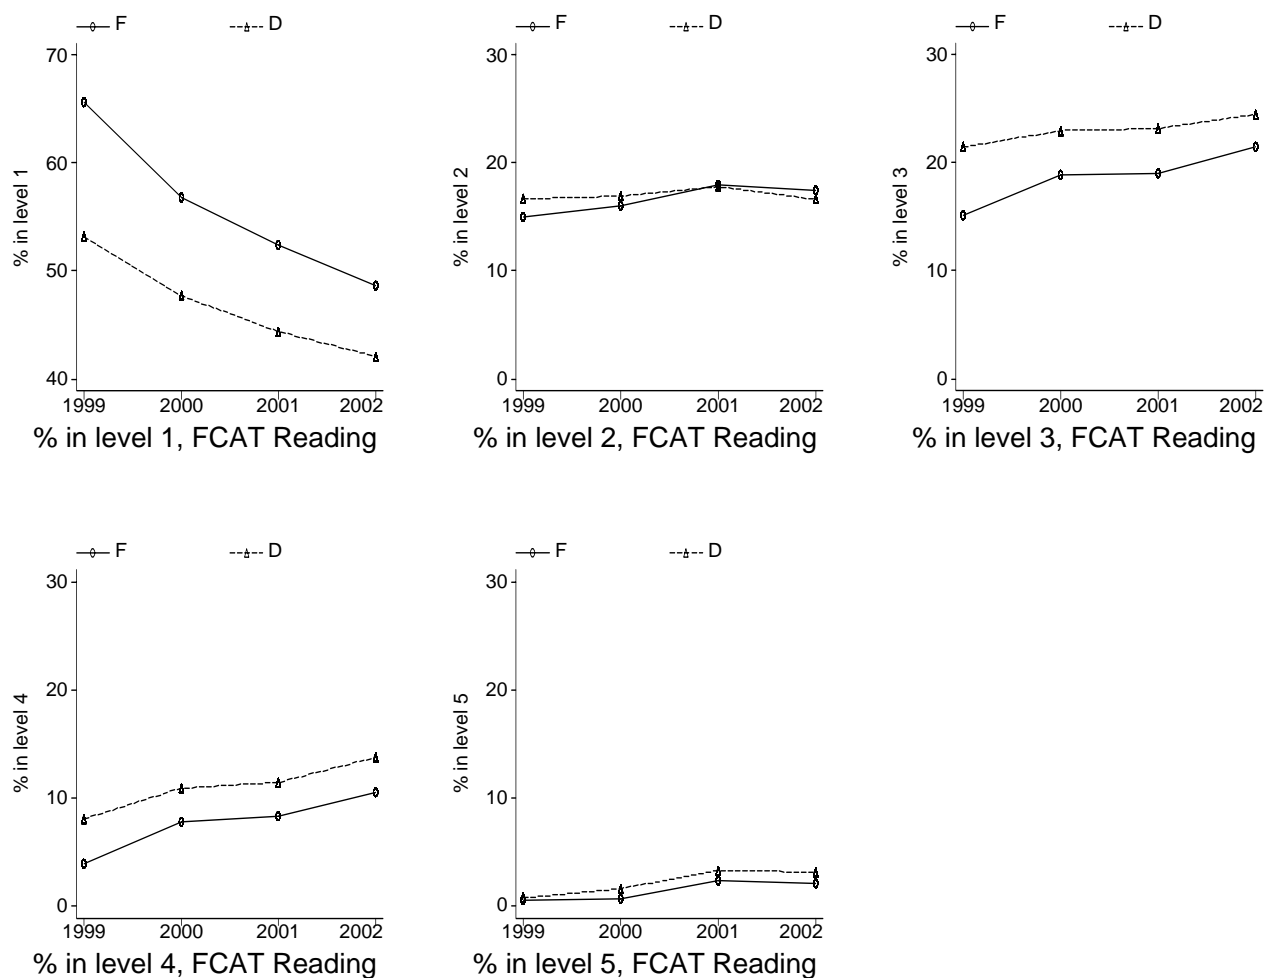 F D
% in level 1
70
60
50
40
1999 2000 2001 2002
% in level 1, FCAT Reading
F D
% in level 2
30
20
10
0
1999 2000 2001 2002
% in level 2, FCAT Reading
F D
% in level 3
30
20
10
0
1999 2000 2001 2002
% in level 3, FCAT Reading
F D
% in level 4
30
20
10
0
1999 2000 2001 2002
% in level 4, FCAT Reading
F D
% in level 5
30
20
10
0
1999 2000 2001 2002
% in level 5, FCAT Reading